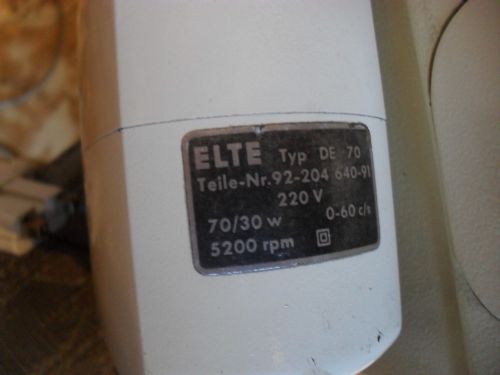 ELTE Typ DE 70
Teile-Nr.92-204 640-91
220 V
70/30 w 0-60 c/s
5200 rpm